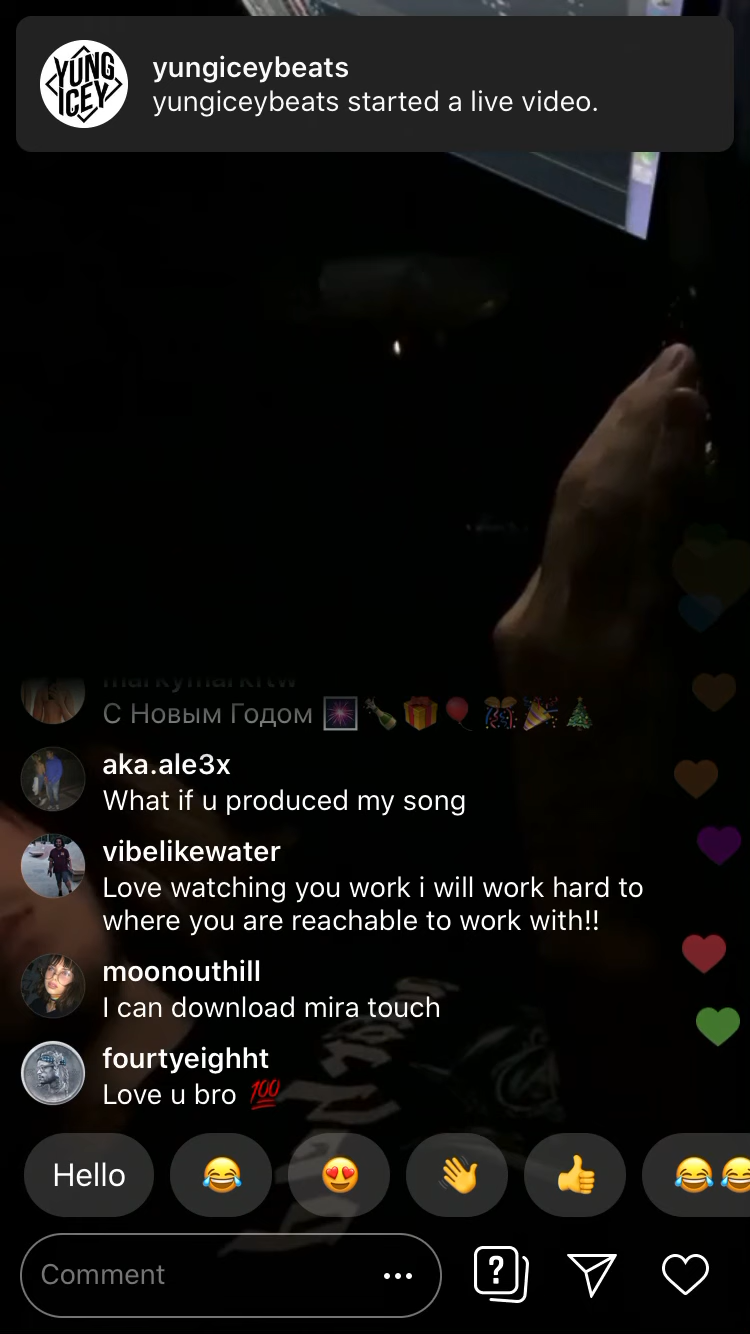 YUNG
ICEY
yungiceybeats
yungiceybeats started a live video.
markymarkftw
С Новым Годом 🎆🍾🎁🎈🎊🎉🎄
aka.ale3x
What if u produced my song
vibelikewater
Love watching you work i will work hard to
where you are reachable to work with!!
moonouthill
I can download mira touch
fourtyeighht
Love u bro 💯
Hello 😂 😍 👋 👍 😂😂
Comment ... ?